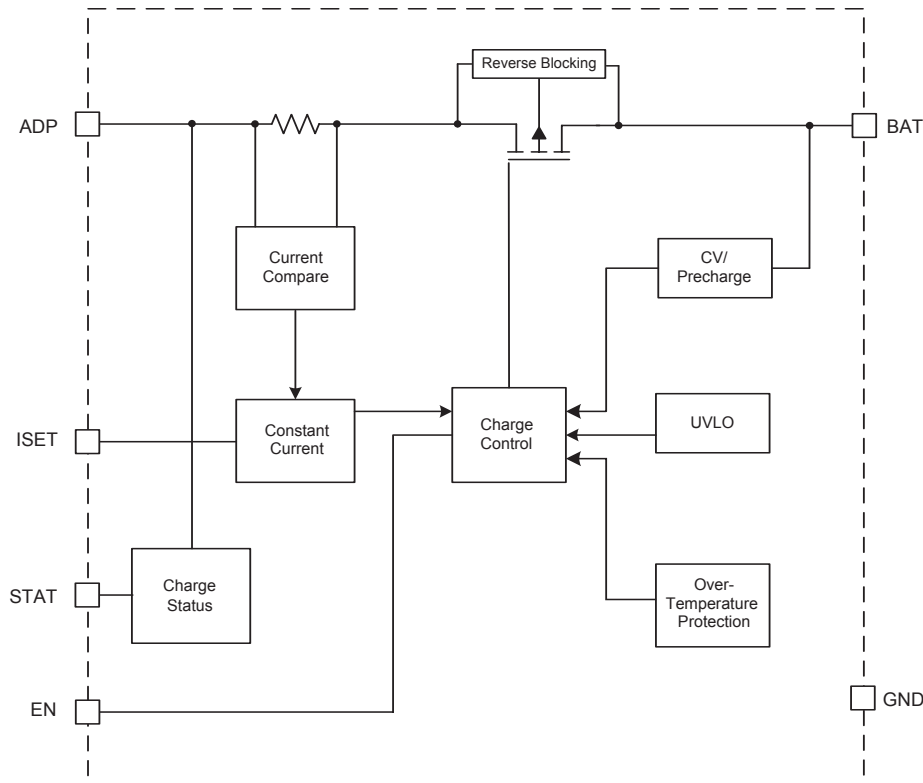 Reverse Blocking
ADP
BAT
Current
Compare
CV/
Precharge
ISET
Constant
Current
Charge
Control
UVLO
STAT
Charge
Status
Over-
Temperature
Protection
EN
GND